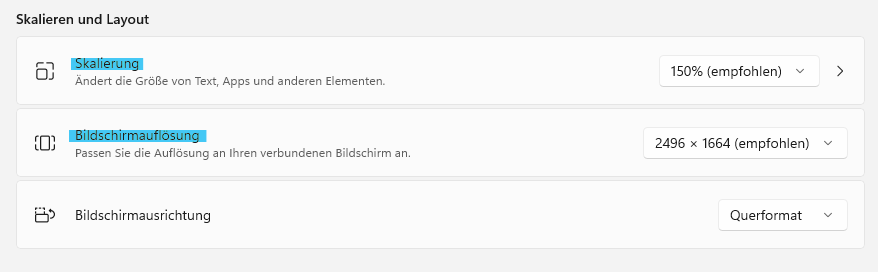 Skalieren und Layout
Skalierung
Ändert die Größe von Text, Apps und anderen Elementen.
150% (empfohlen)
Bildschirmauflösung
Passen Sie die Auflösung an Ihren verbundenen Bildschirm an.
2496 × 1664 (empfohlen)
Bildschirmausrichtung
Querformat